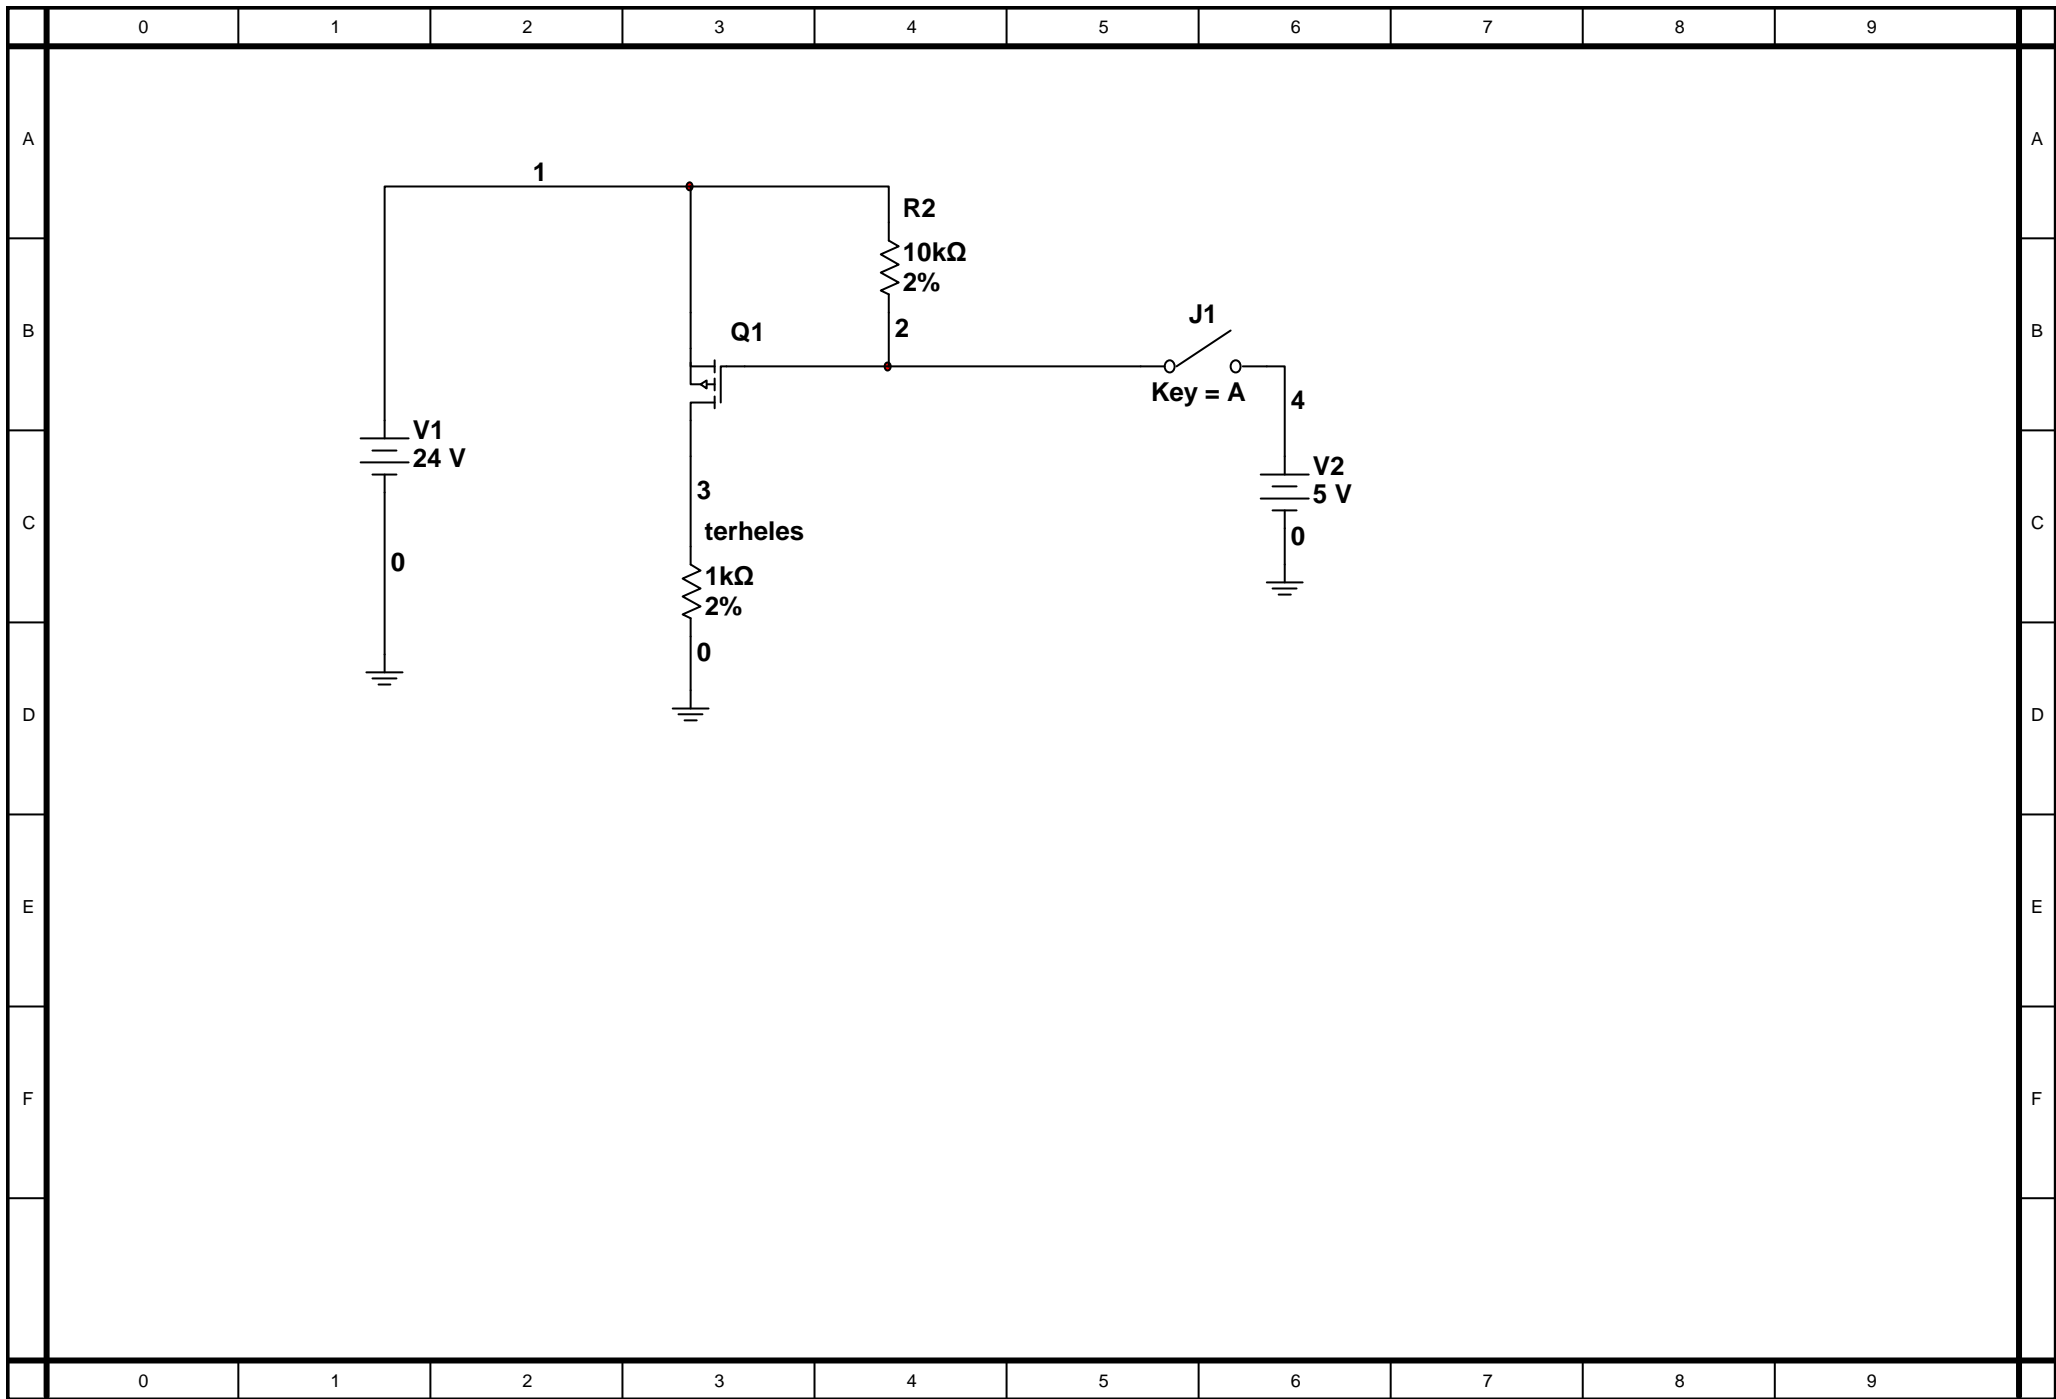 0 1 2 3 4 5 6 7 8 9
A A
1
R2
10kΩ
2%
B B
2
Q1
J1
Key = A
4
V1
24 V
V2
5 V
3
C C
terheles
0
0
1kΩ
2%
0
D D
E E
F F
0 1 2 3 4 5 6 7 8 9